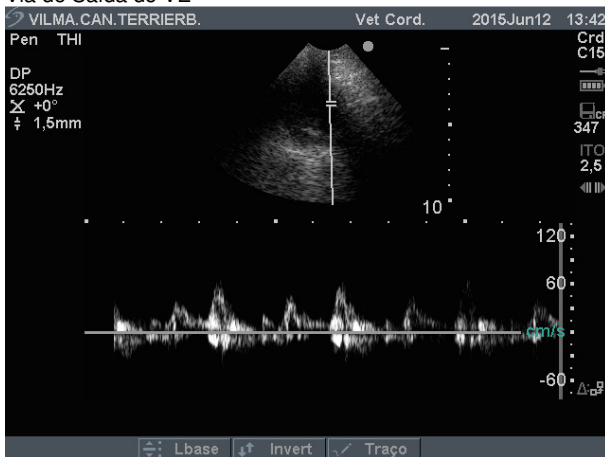 Via de Saída do VE
VILMA.CAN.TERRIERB. Vet Cord. 2015Jun12 13:42
Pen THI
Crd
C15
DP
6250Hz
+0°
1,5mm
CF
347
ITO
2,5
10
120
60
cm/s
-60
Δ:
Lbase Invert Traço